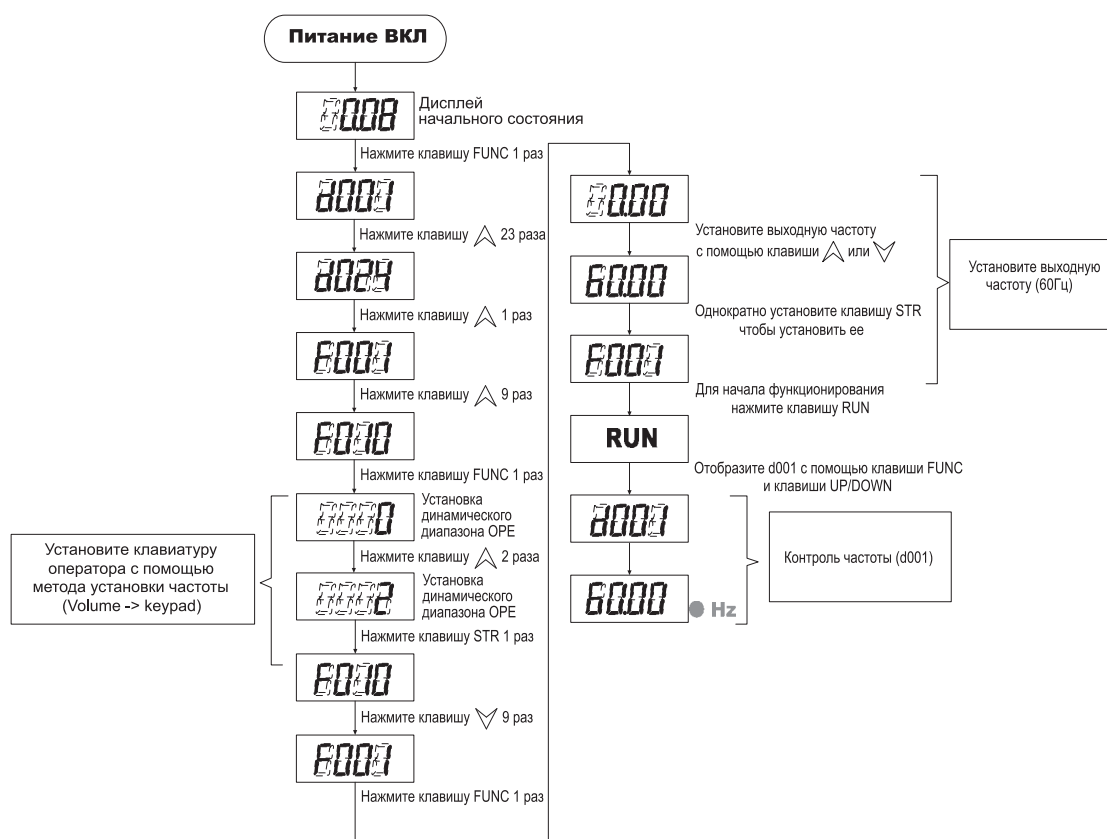 Питание ВКЛ
0.08
Дисплей
начального состояния
Нажмите клавишу FUNC 1 раз
d001
Нажмите клавишу 23 раза
d024
Нажмите клавишу 1 раз
F001
Нажмите клавишу 9 раз
F010
Нажмите клавишу FUNC 1 раз
0
Установка
динамического
диапазона OPE
Нажмите клавишу 2 раза
2
Установка
динамического
диапазона OPE
Нажмите клавишу STR 1 раз
F010
Нажмите клавишу 9 раз
F001
Нажмите клавишу FUNC 1 раз
Установите клавиатуру
оператора с помощью
метода установки частоты
(Volume -> keypad)
0.00
Установите выходную частоту
с помощью клавиши или
60.00
Однократно установите клавишу STR
чтобы установить ее
F001
Для начала функционирования
нажмите клавишу RUN
RUN
Отобразите d001 с помощью клавиши FUNC
и клавиши UP/DOWN
d001
60.00
Hz
Установите выходную
частоту (60Гц)
Контроль частоты (d001)